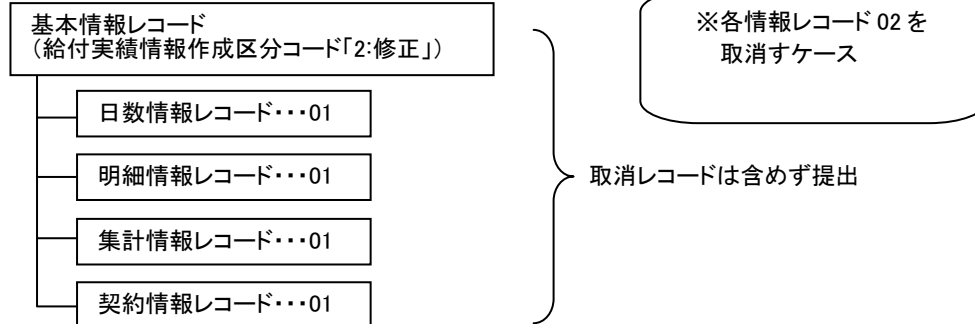 基本情報レコード
(給付実績情報作成区分コード「2:修正」)
※各情報レコード 02 を
取消すケース
日数情報レコード・・・01
明細情報レコード・・・01
取消レコードは含めず提出
集計情報レコード・・・01
契約情報レコード・・・01